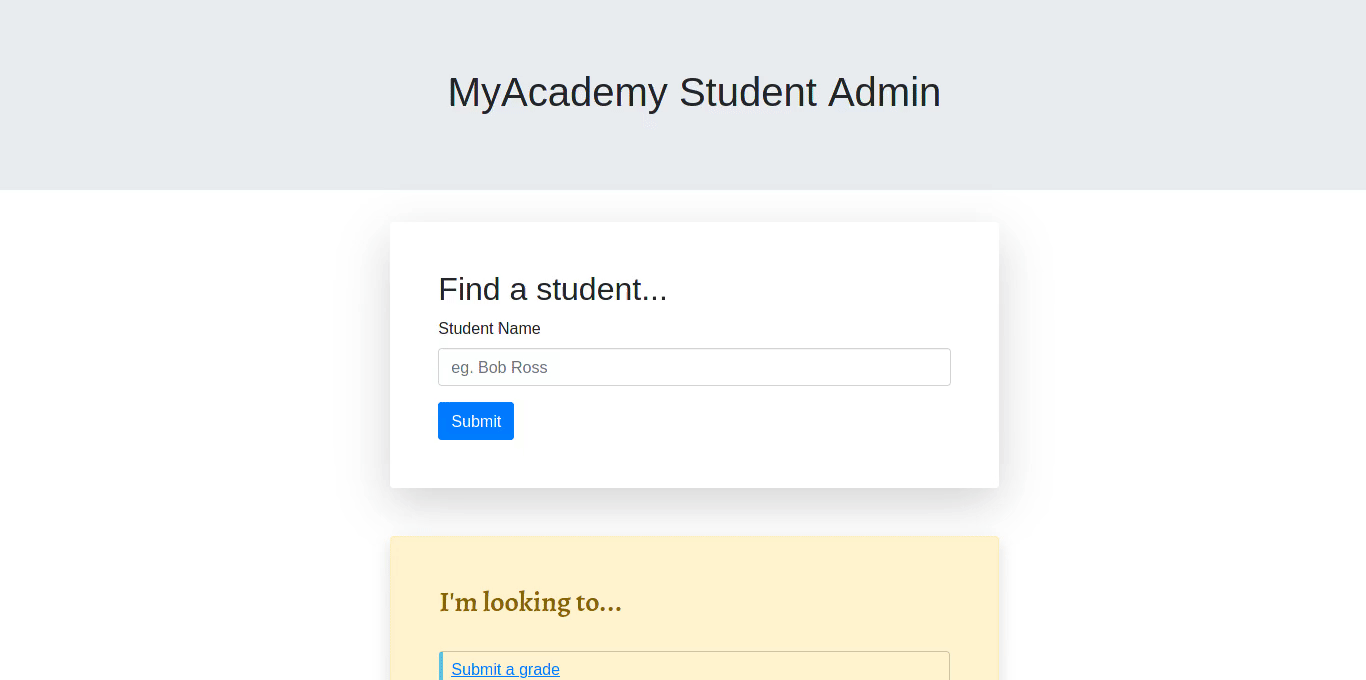 MyAcademy Student Admin
Find a student...
Student Name
eg. Bob Ross
Submit
I'm looking to...
Submit a grade